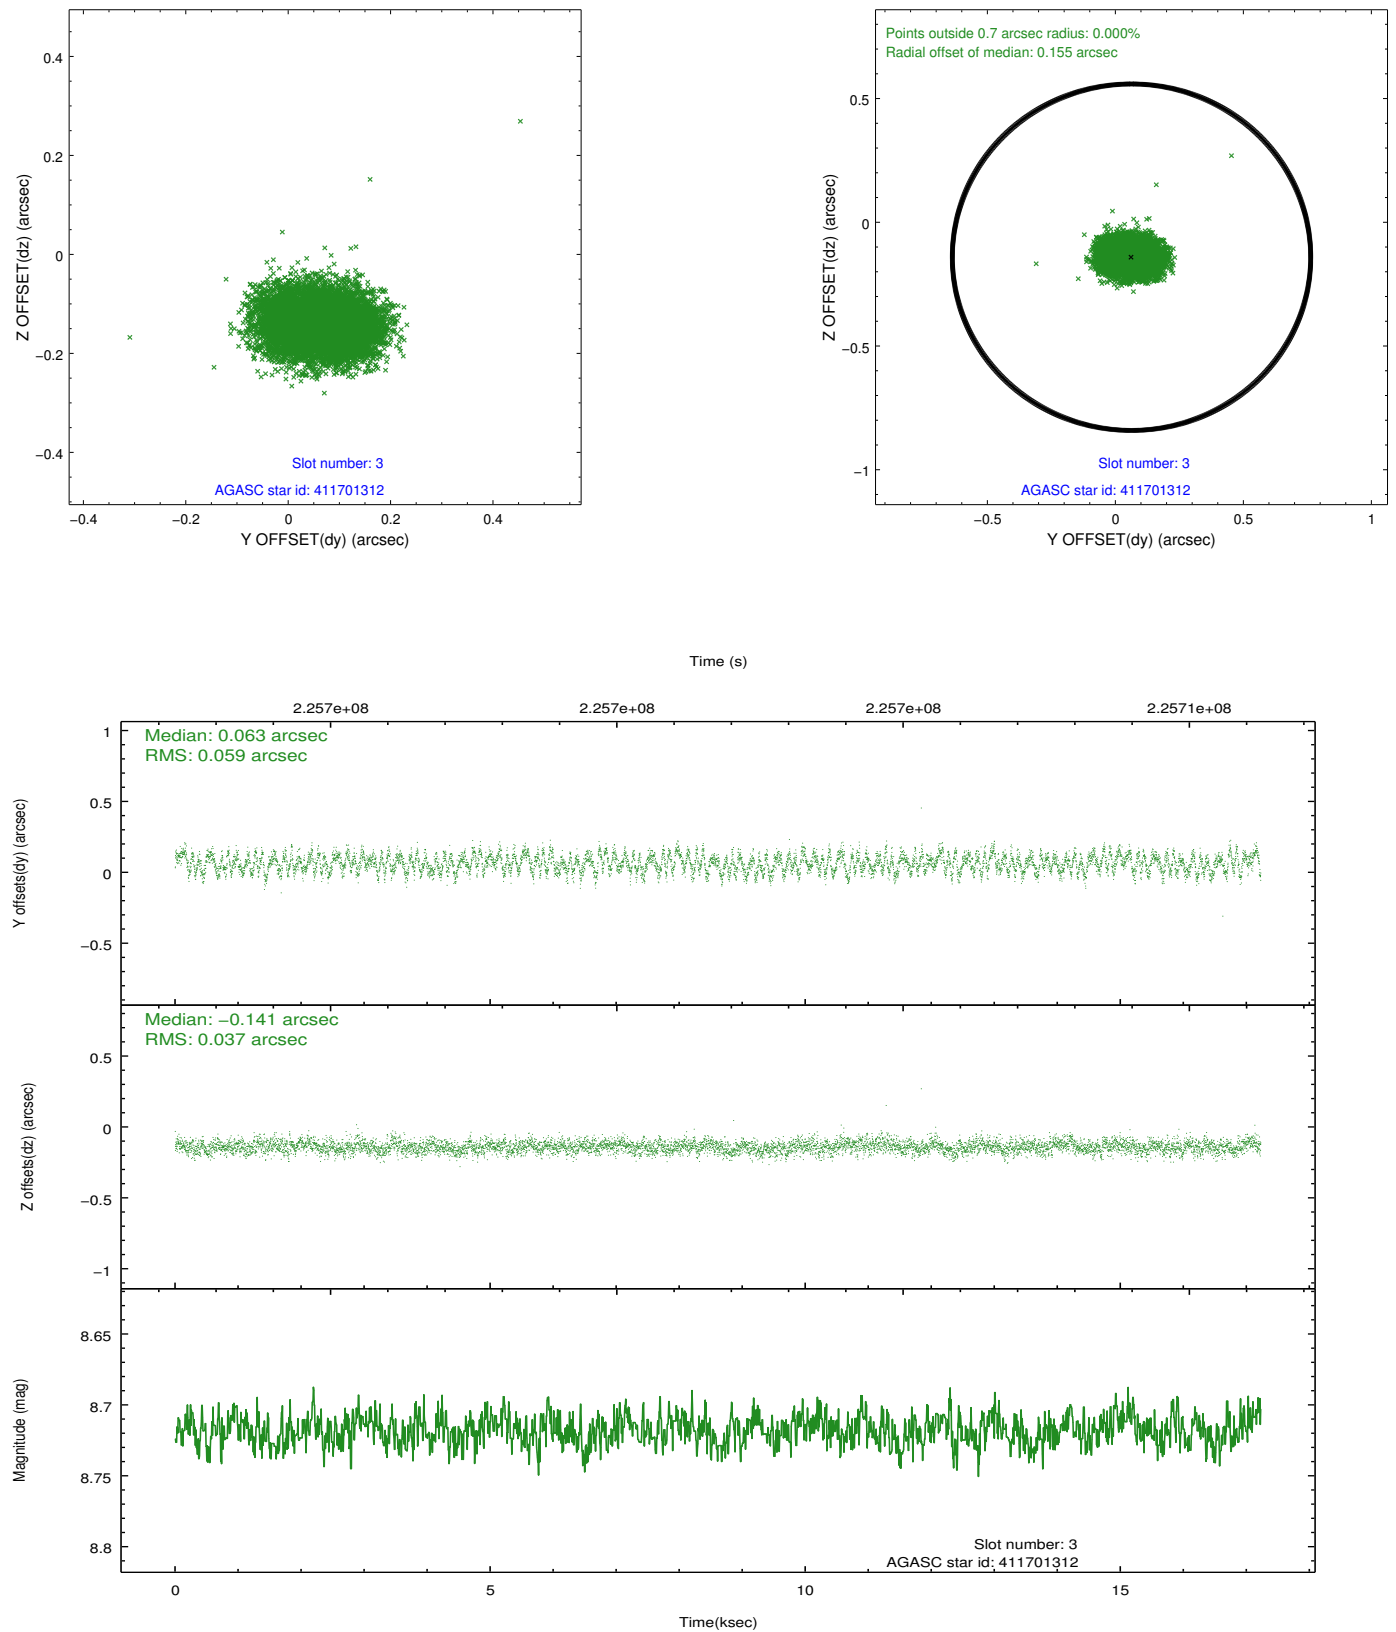 Points outside 0.7 arcsec radius: 0.000%
Radial offset of median: 0.155 arcsec
0.4
0.2
0
−0.2
−0.4
Z OFFSET(dz) (arcsec)
Slot number: 3
AGASC star id: 411701312
−0.4 −0.2 0 0.2 0.4
Y OFFSET(dy) (arcsec)
0.5
0
−0.5
−1
Z OFFSET(dz) (arcsec)
Slot number: 3
AGASC star id: 411701312
−0.5 0 0.5 1
Y OFFSET(dy) (arcsec)
Time (s)
2.257e+08 2.257e+08 2.257e+08 2.2571e+08
Median: 0.063 arcsec
RMS: 0.059 arcsec
1
0.5
0
−0.5
Y offsets(dy) (arcsec)
Median: −0.141 arcsec
RMS: 0.037 arcsec
0.5
0
−0.5
−1
Z offsets(dz) (arcsec)
8.65
8.7
8.75
8.8
Magnitude (mag)
Slot number: 3
AGASC star id: 411701312
0 5 10 15
Time(ksec)